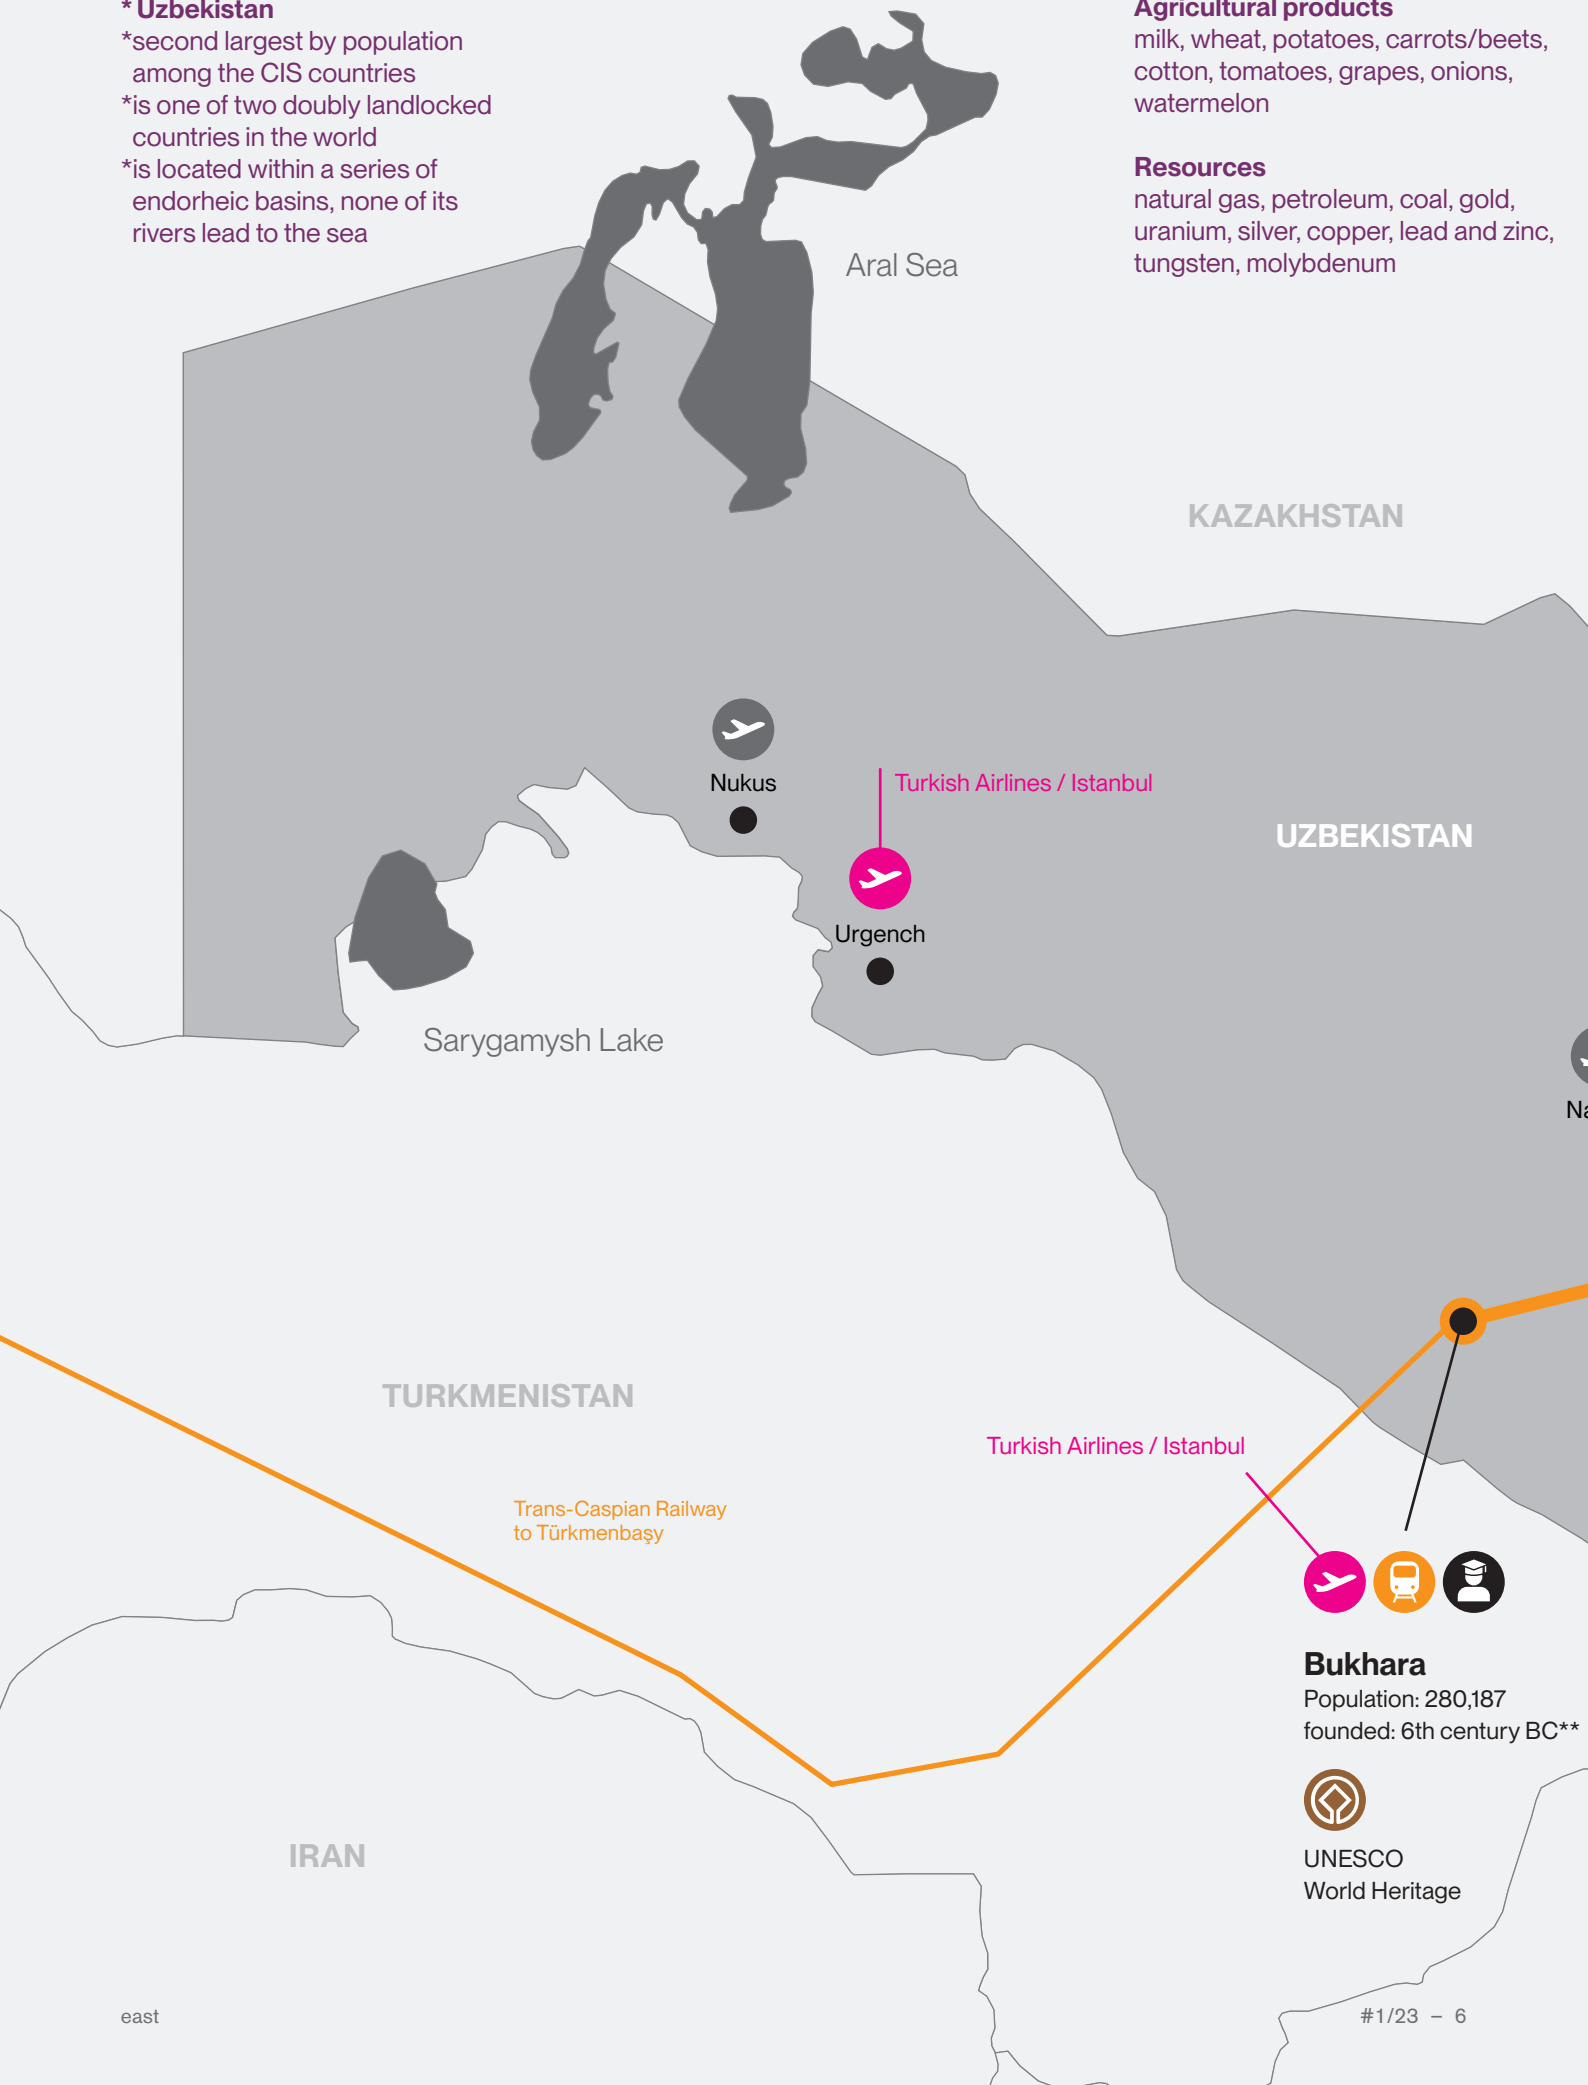 * Uzbekistan
*second largest by population
among the CIS countries
*is one of two doubly landlocked
countries in the world
*is located within a series of
endorheic basins, none of its
rivers lead to the sea
Agricultural products
milk, wheat, potatoes, carrots/beets,
cotton, tomatoes, grapes, onions,
watermelon
Resources
natural gas, petroleum, coal, gold,
uranium, silver, copper, lead and zinc,
tungsten, molybdenum
Aral Sea
KAZAKHSTAN
Nukus
Turkish Airlines / Istanbul
UZBEKISTAN
Urgench
Sarygamysh Lake
TURKMENISTAN
Turkish Airlines / Istanbul
Trans-Caspian Railway
to Türkmenbaşy
Bukhara
Population: 280,187
founded: 6th century BC**
UNESCO
World Heritage
IRAN
east
#1/23 – 6